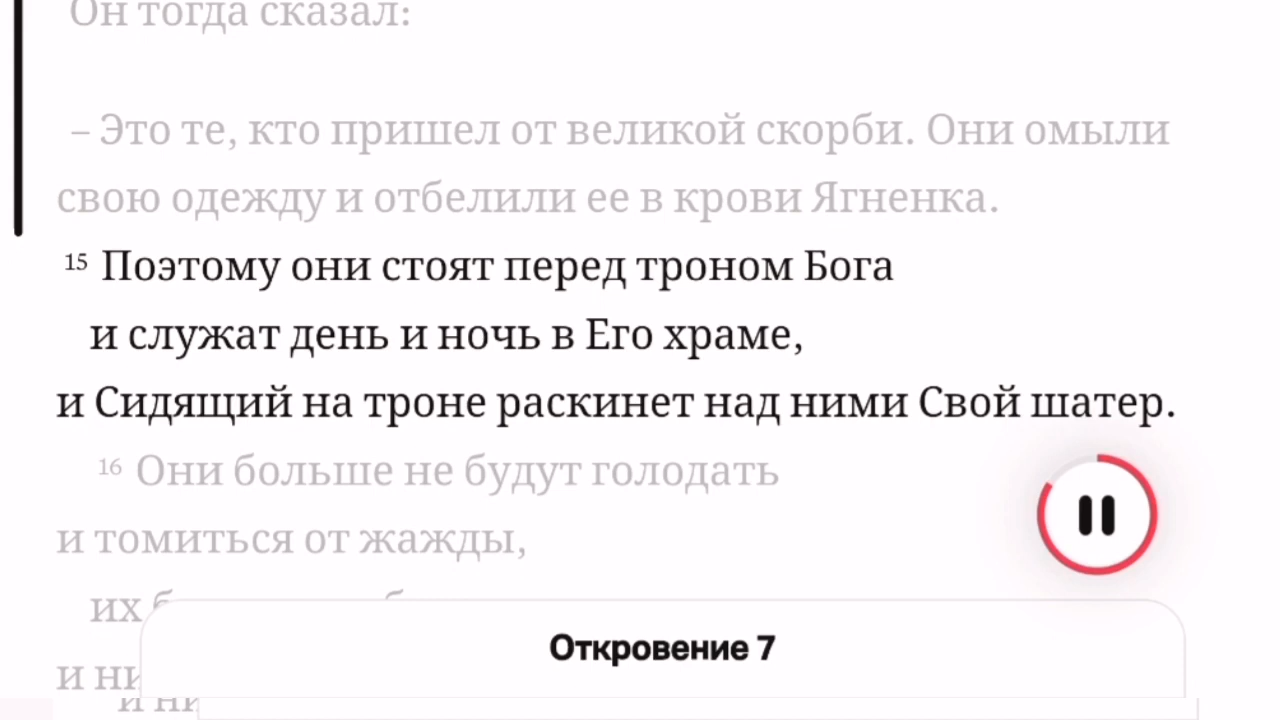 Он тогда сказал:
– Это те, кто пришел от великой скорби. Они омыли
свою одежду и отбелили ее в крови Ягненка.
15 Поэтому они стоят перед троном Бога
и служат день и ночь в Его храме,
и Сидящий на троне раскинет над ними Свой шатер.
16 Они больше не будут голодать
и томиться от жажды,
их
Откровение 7
и
и